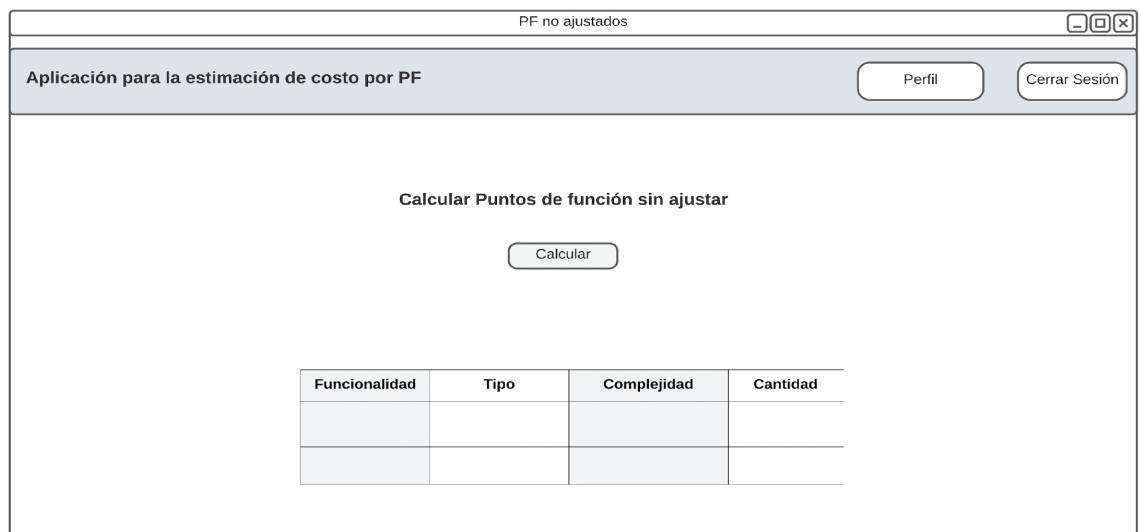 PF no ajustados
Aplicación para la estimación de costo por PF
Perfil
Cerrar Sesión
Calcular Puntos de función sin ajustar
Calcular
Funcionalidad Tipo Complejidad Cantidad